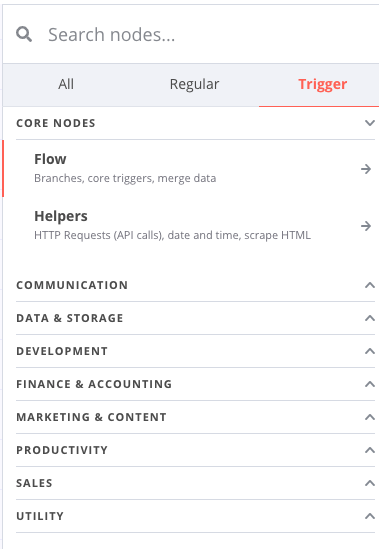 Search nodes...
All Regular Trigger
CORE NODES
Flow
Branches, core triggers, merge data
Helpers
HTTP Requests (API calls), date and time, scrape HTML
COMMUNICATION
DATA & STORAGE
DEVELOPMENT
FINANCE & ACCOUNTING
MARKETING & CONTENT
PRODUCTIVITY
SALES
UTILITY